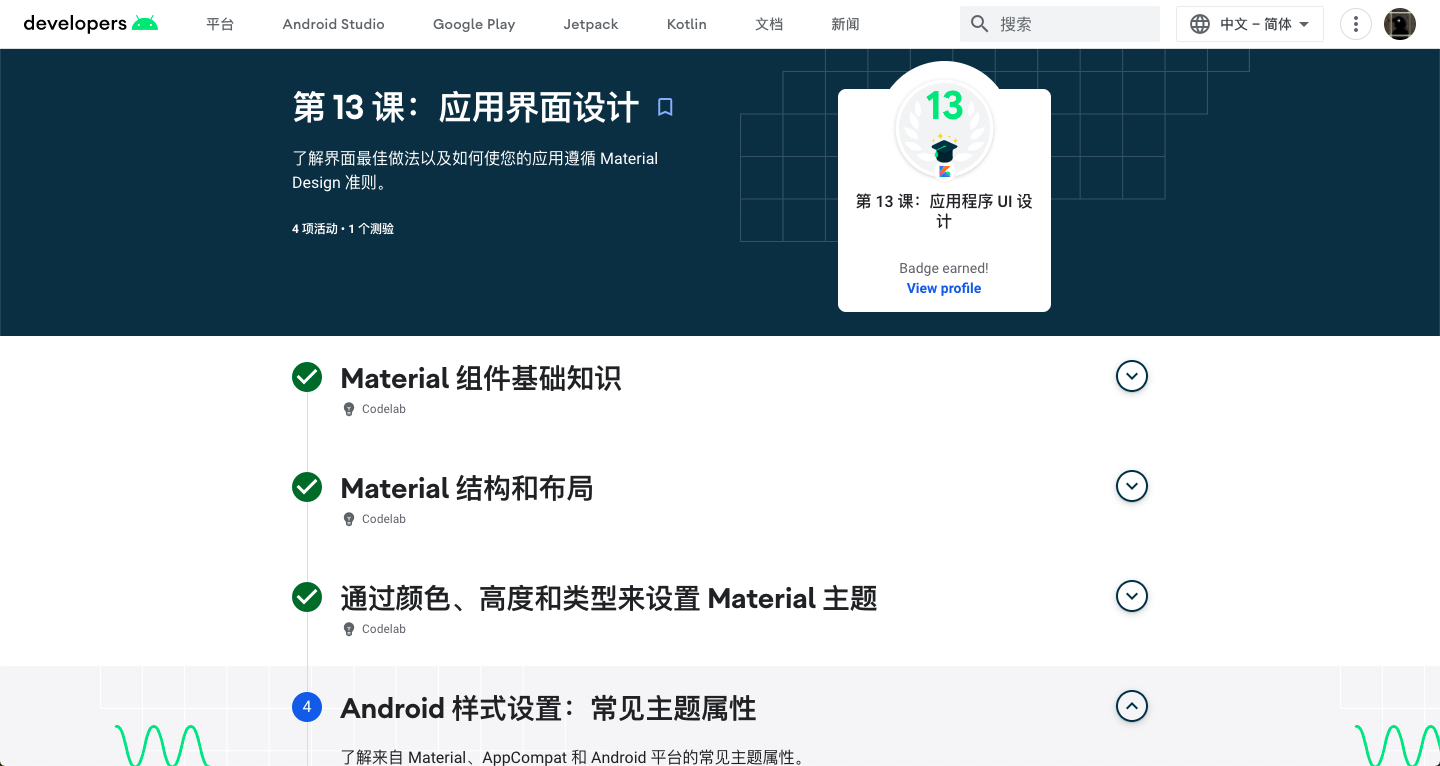 developers
平台
Android Studio
Google Play
Jetpack
Kotlin
文档
新闻
搜索
中文 – 简体
第 13 课：应用界面设计
了解界面最佳做法以及如何使您的应用遵循 Material
Design 准则。
4 项活动 • 1 个测验
13
第 13 课：应用程序 UI 设
计
Badge earned!
View profile
Material 组件基础知识
Codelab
Material 结构和布局
Codelab
通过颜色、高度和类型来设置 Material 主题
Codelab
4
Android 样式设置：常见主题属性
了解来自 Material、AppCompat 和 Android 平台的常见主题属性。